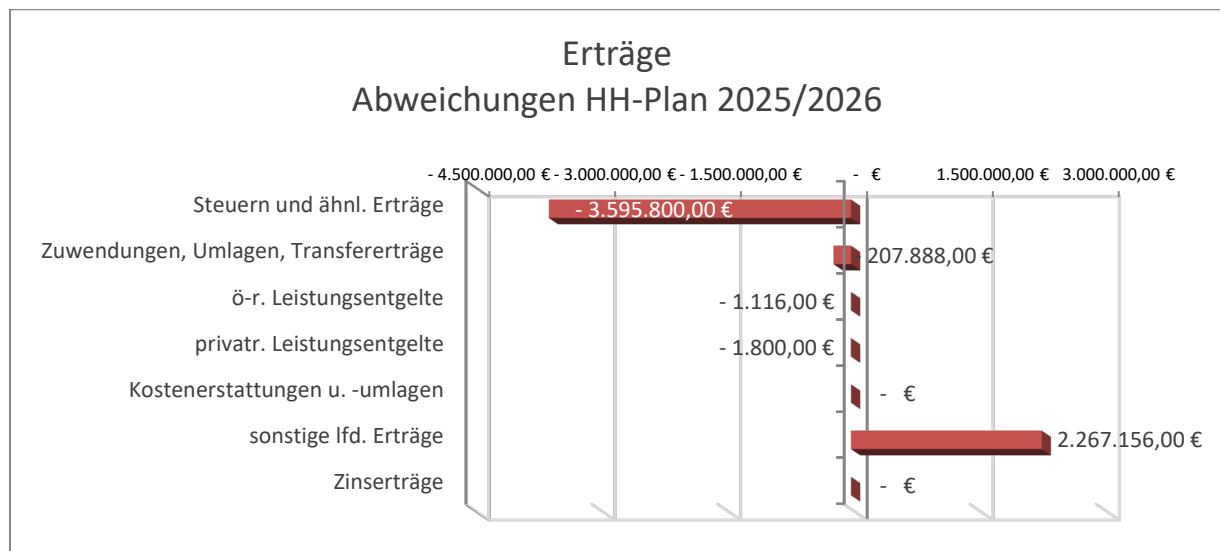 Erträge
Abweichungen HH-Plan 2025/2026
- 4.500.000,00 € - 3.000.000,00 € - 1.500.000,00 € - € 1.500.000,00 € 3.000.000,00 €
Steuern und ähnl. Erträge - 3.595.800,00 €
Zuwendungen, Umlagen, Transfererträge - 207.888,00 €
ö-r. Leistungsentgelte - 1.116,00 €
privatr. Leistungsentgelte - 1.800,00 €
Kostenerstattungen u. -umlagen - €
sonstige lfd. Erträge 2.267.156,00 €
Zinserträge - €